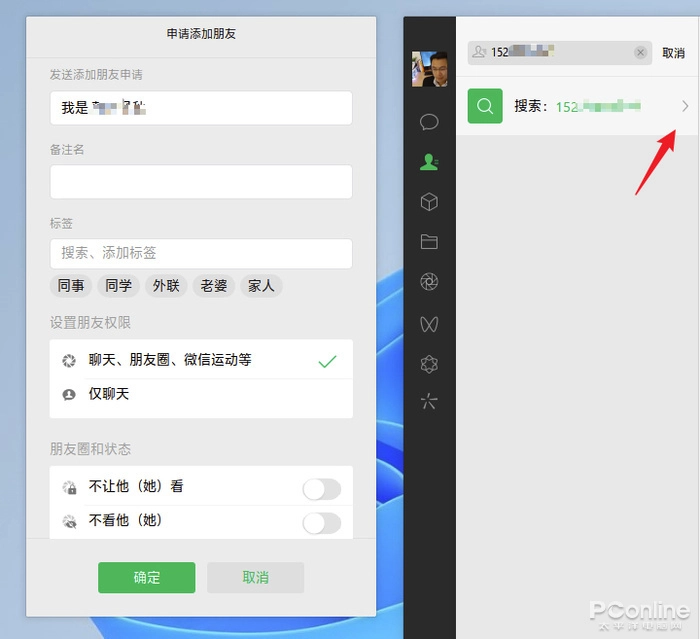 申请添加朋友
发送添加朋友申请
我是
备注名
标签
搜索、添加标签
同事 同学 外联 老婆 家人
设置朋友权限
聊天、朋友圈、微信运动等
仅聊天
朋友圈和状态
不让他（她）看
不看他（她）
确定 取消
152 取消
搜索：152
PConline
太平洋电脑网